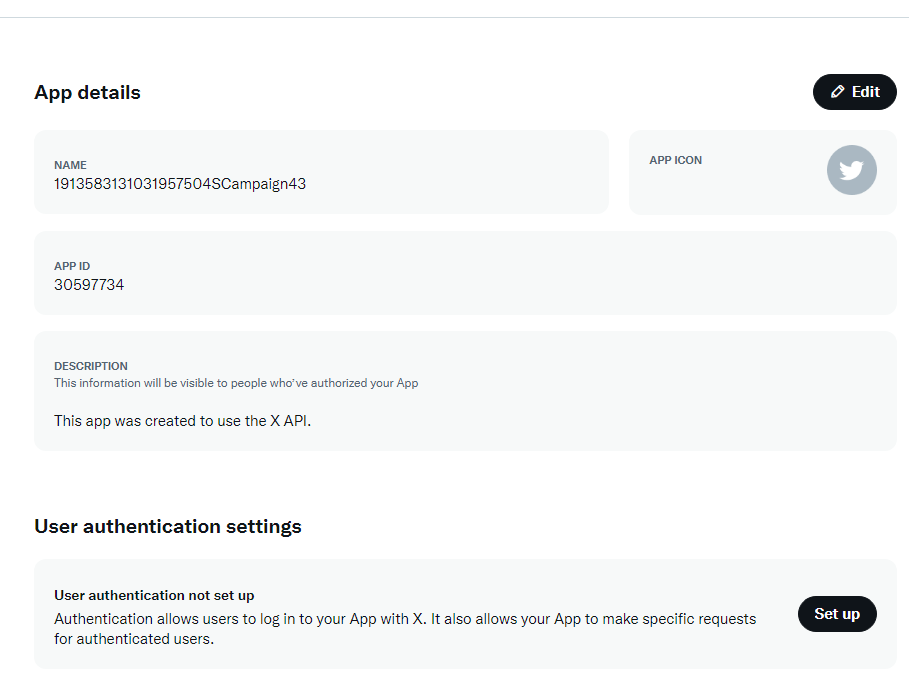 App details
Edit
NAME
1913583131031957504SCampaign43
APP ICON
APP ID
30597734
DESCRIPTION
This information will be visible to people who've authorized your App
This app was created to use the X API.
User authentication settings
User authentication not set up
Authentication allows users to log in to your App with X. It also allows your App to make specific requests
for authenticated users.
Set up